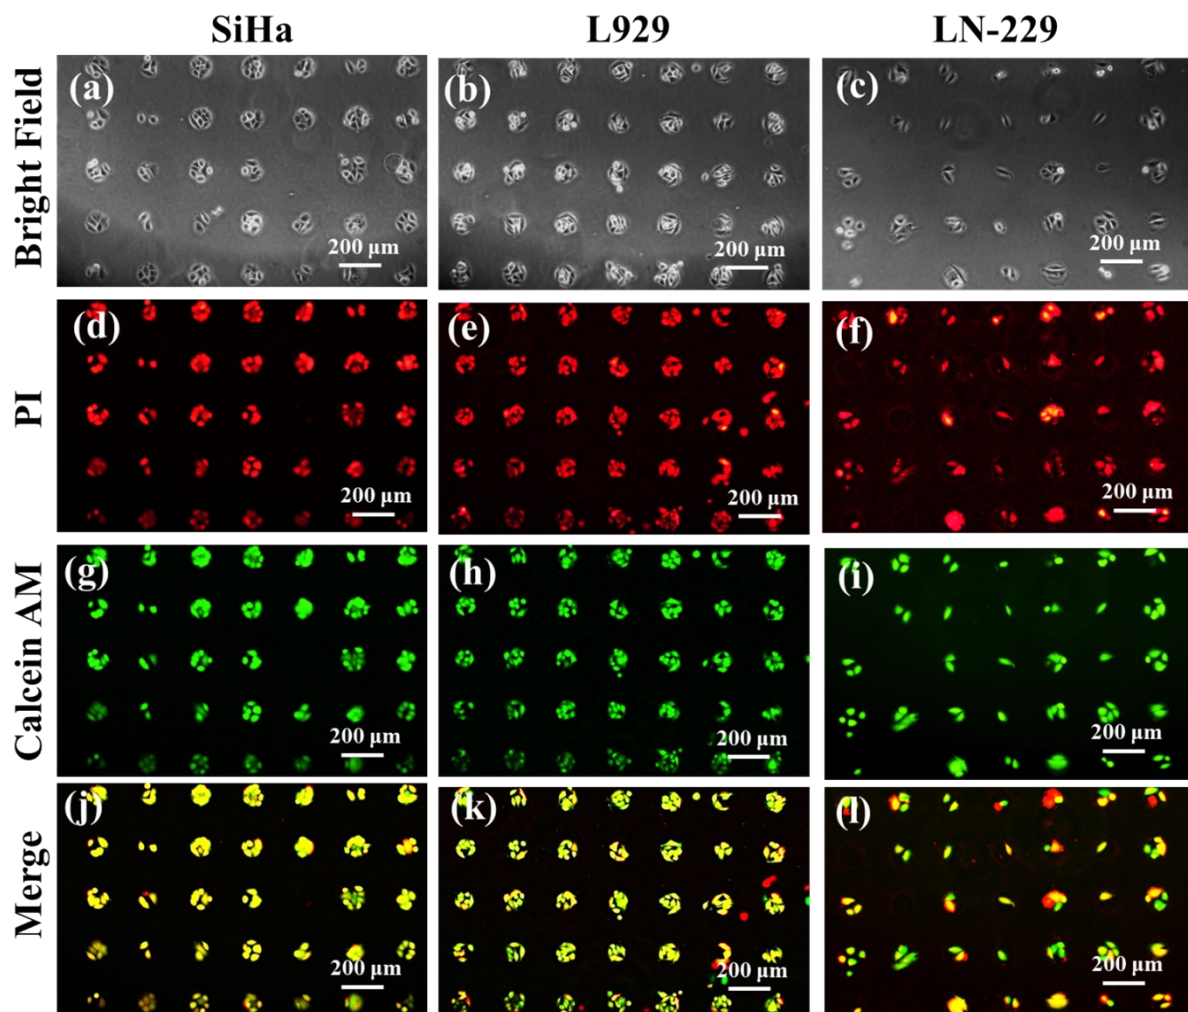 SiHa L929 LN-229
Bright Field
(a) (b) (c)
200 µm 200 µm 200 µm
PI
(d) (e) (f)
200 µm 200 µm 200 µm
Calcein AM
(g) (h) (i)
200 µm 200 µm 200 µm
Merge
(j) (k) (l)
200 µm 200 µm 200 µm